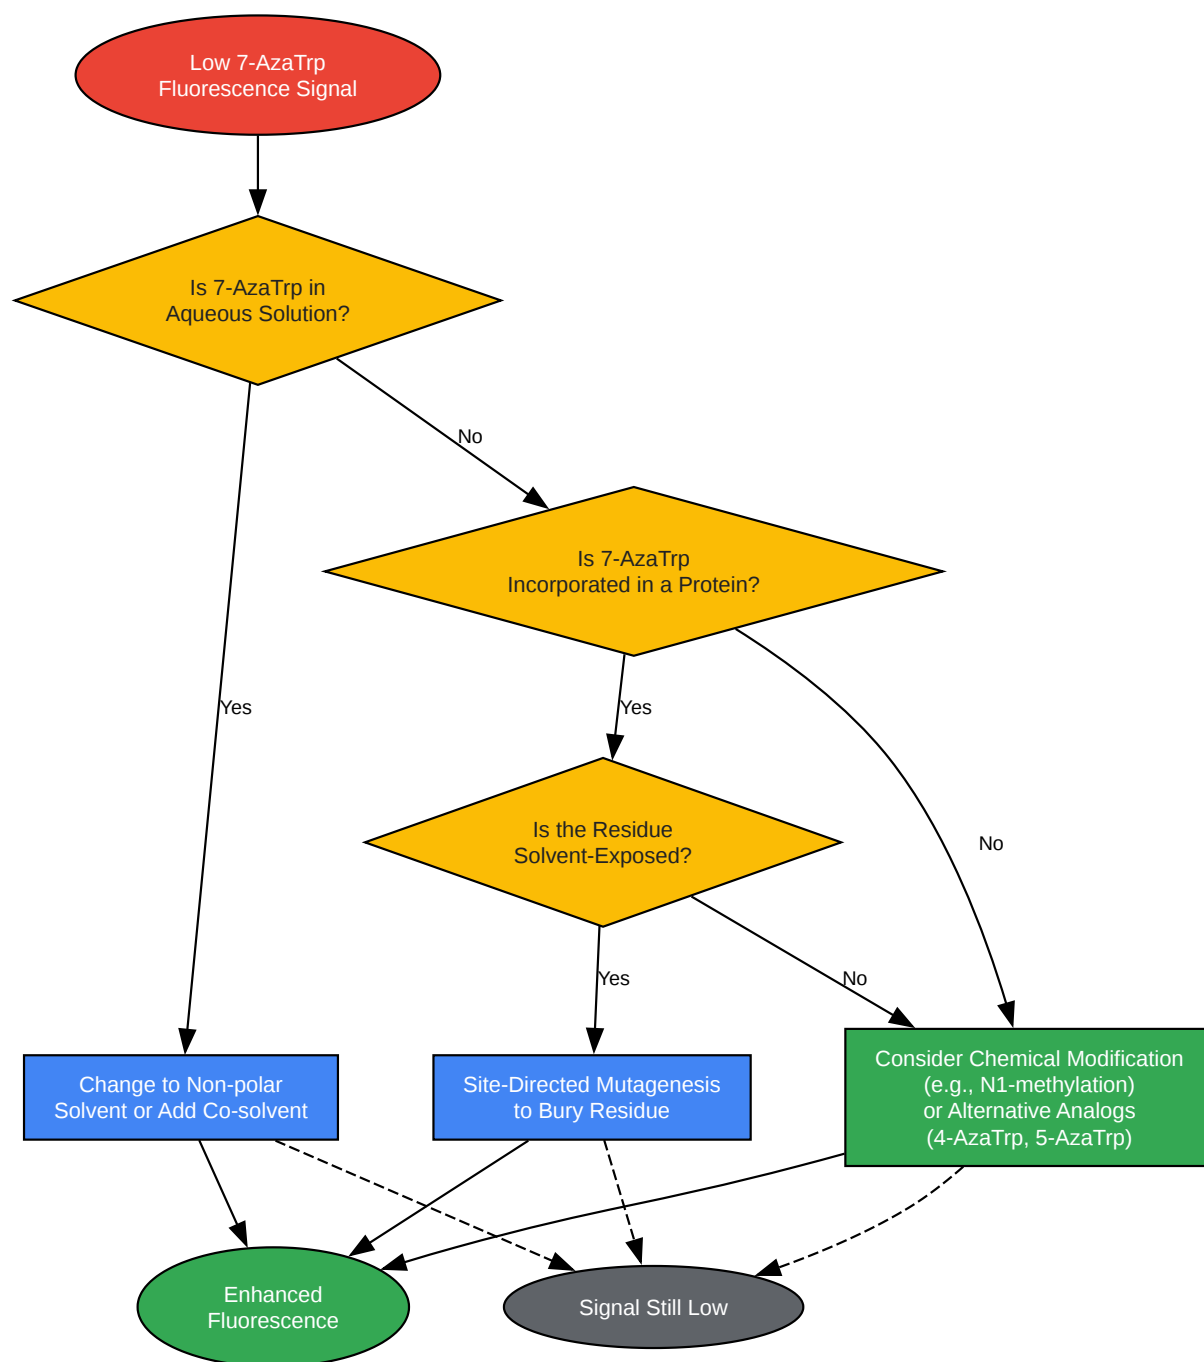 Low 7-AzaTrp
Fluorescence Signal
Is 7-AzaTrp in
Aqueous Solution?
No
Is 7-AzaTrp
Incorporated in a Protein?
Yes
Yes
Is the Residue
Solvent-Exposed?
No
Yes
No
Change to Non-polar
Solvent or Add Co-solvent
Site-Directed Mutagenesis
to Bury Residue
Consider Chemical Modification
(e.g., N1-methylation)
or Alternative Analogs
(4-AzaTrp, 5-AzaTrp)
Enhanced
Fluorescence
Signal Still Low